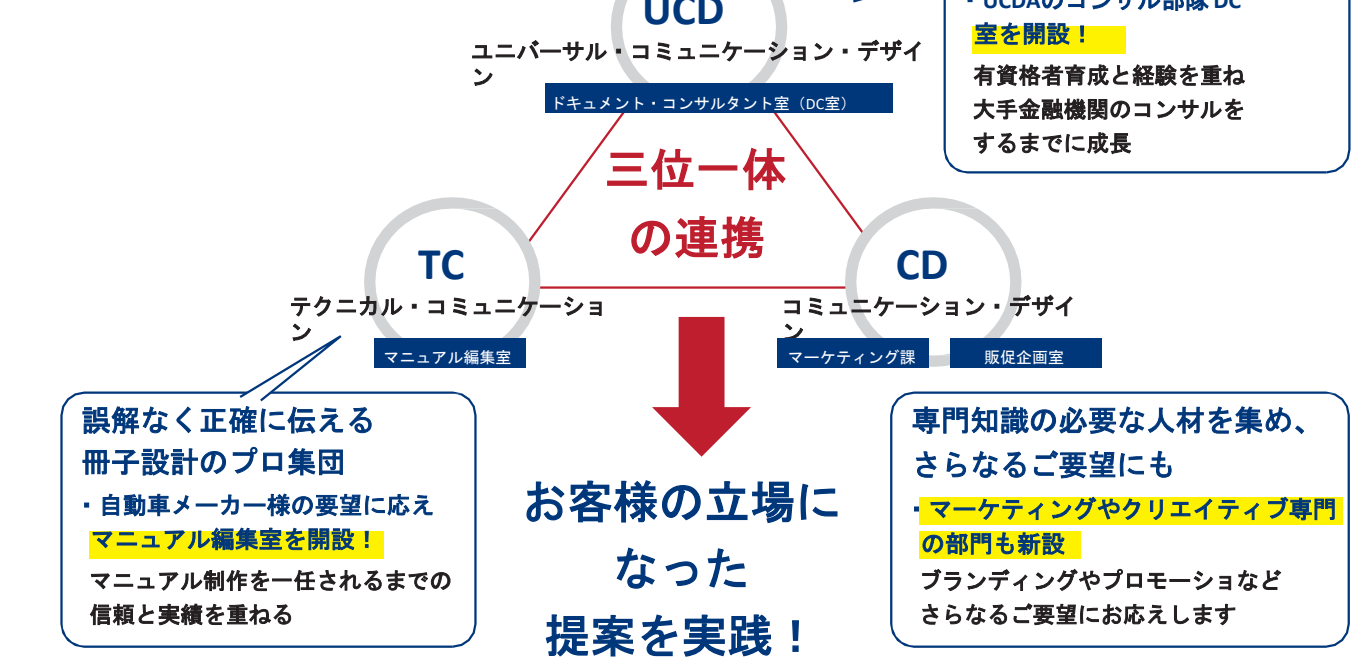 UCD
ユニバーサル・コミュニケーション・デザイ
ン
ドキュメント・コンサルタント室（DC室）
・UCDAのコンサル部隊 DC
室を開設！
有資格者育成と経験を重ね
大手金融機関のコンサルを
するまでに成長
三位一体
の連携
TC
テクニカル・コミュニケーショ
ン
マニュアル編集室
CD
コミュニケーション・デザイ
ン
マーケティング課
販促企画室
誤解なく正確に伝える
冊子設計のプロ集団
・自動車メーカー様の要望に応え
マニュアル編集室を開設！
マニュアル制作を一任されるまでの
信頼と実績を重ねる
お客様の立場に
なった
提案を実践！
専門知識の必要な人材を集め、
さらなるご要望にも
・マーケティングやクリエイティブ専門
の部門も新設
ブランディングやプロモーショなど
さらなるご要望にお応えします